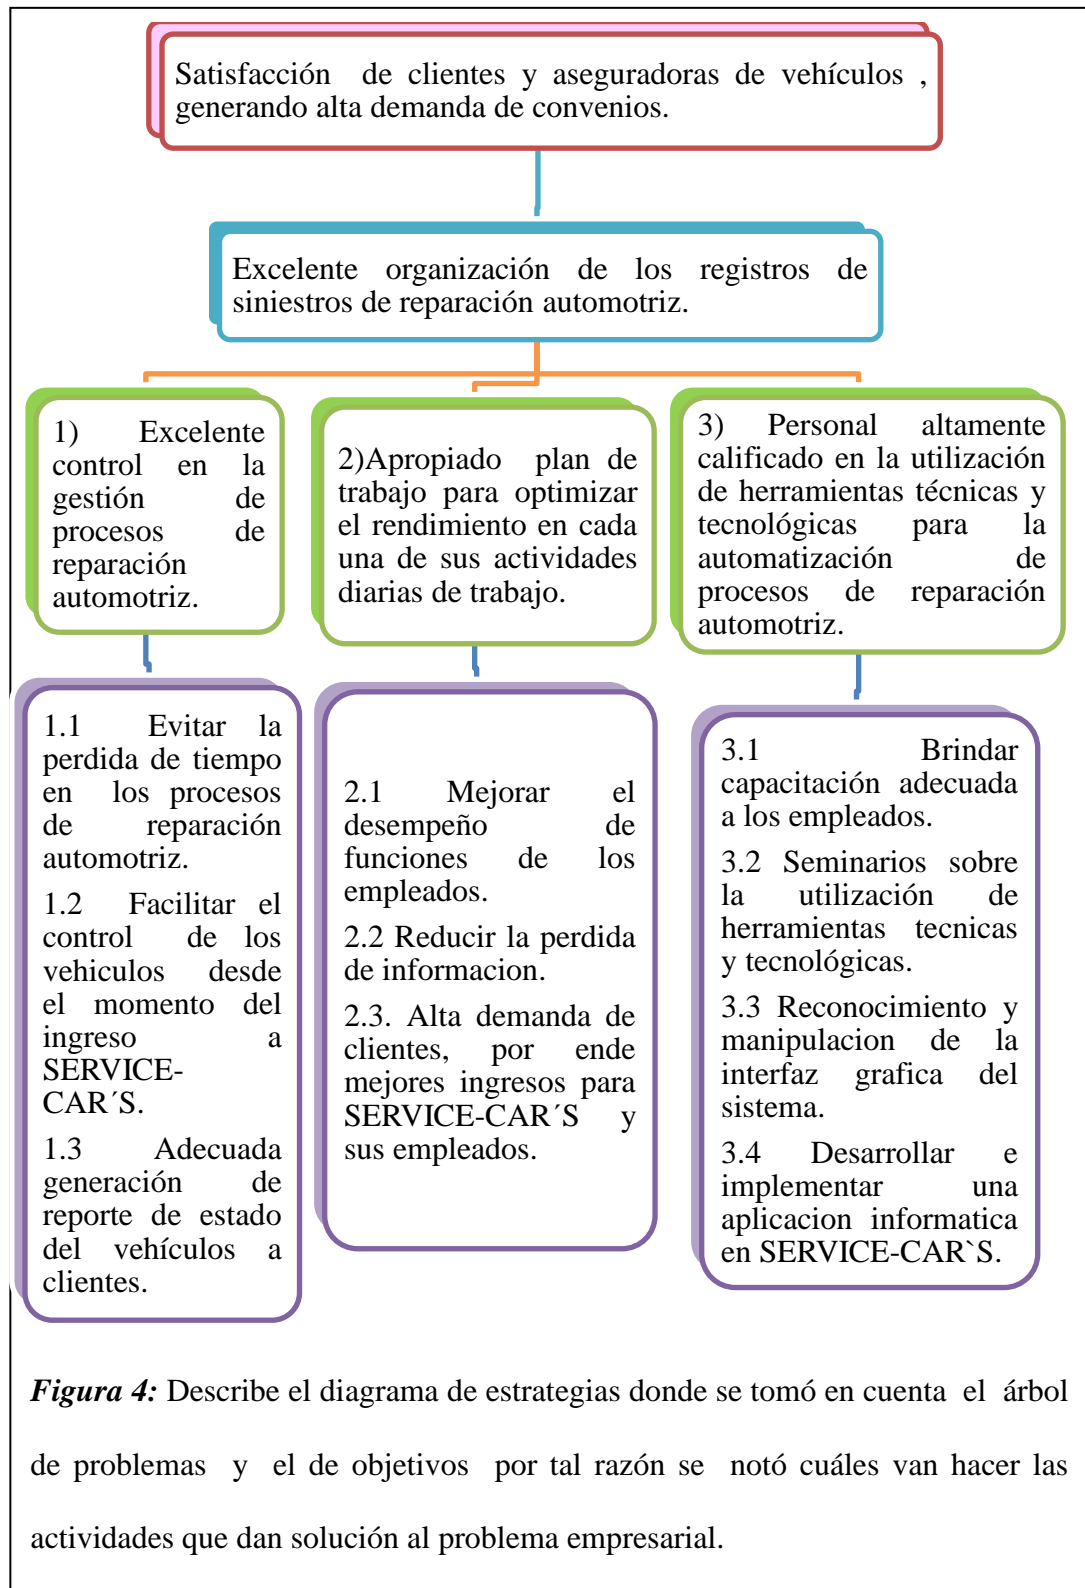 Satisfacción de clientes y aseguradoras de vehículos ,
generando alta demanda de convenios.
Excelente organización de los registros de
siniestros de reparación automotriz.
1) Excelente
control en la
gestión de
procesos de
reparación
automotriz.
2)Apropiado plan de
trabajo para optimizar
el rendimiento en cada
una de sus actividades
diarias de trabajo.
3) Personal altamente
calificado en la utilización
de herramientas técnicas y
tecnológicas para la
automatización de
procesos de reparación
automotriz.
1.1 Evitar la
perdida de tiempo
en los procesos
de reparación
automotriz.
1.2 Facilitar el
control de los
vehiculos desde
el momento del
ingreso a
SERVICE-
CAR´S.
1.3 Adecuada
generación de
reporte de estado
del vehículos a
clientes.
2.1 Mejorar el
desempeño de
funciones de los
empleados.
2.2 Reducir la perdida
de informacion.
2.3. Alta demanda de
clientes, por ende
mejores ingresos para
SERVICE-CAR´S y
sus empleados.
3.1 Brindar
capacitación adecuada
a los empleados.
3.2 Seminarios sobre
la utilización de
herramientas tecnicas
y tecnológicas.
3.3 Reconocimiento y
manipulacion de la
interfaz grafica del
sistema.
3.4 Desarrollar e
implementar una
aplicacion informatica
en SERVICE-CAR`S.
Figura 4: Describe el diagrama de estrategias donde se tomó en cuenta el árbol
de problemas y el de objetivos por tal razón se notó cuáles van hacer las
actividades que dan solución al problema empresarial.